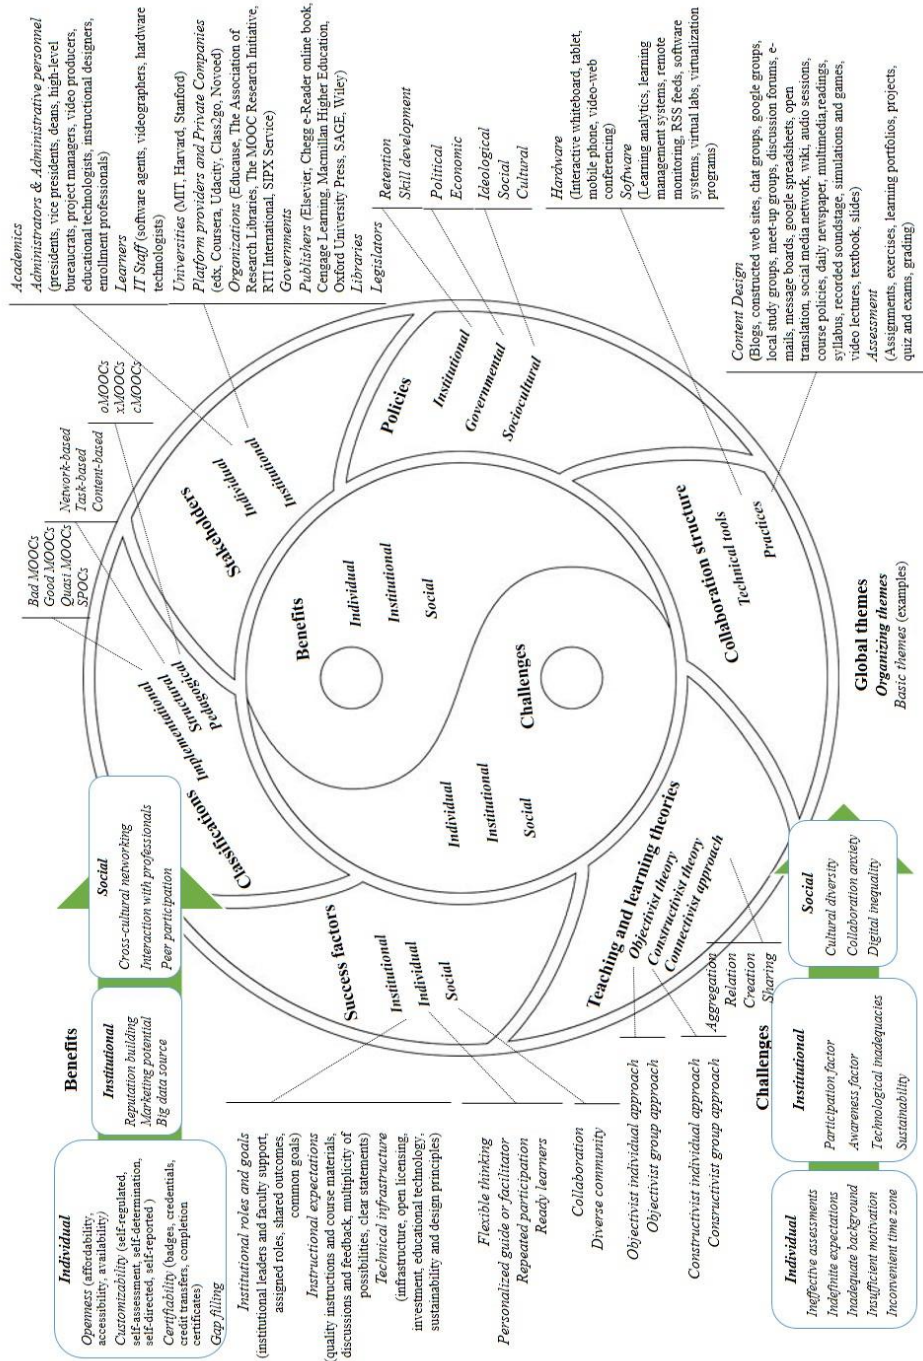 Benefits
Individual
Openness (affordability,
accessibility, availability)
Customizability (self-regulated,
self-assessment, self-determination,
self-directed, self-reported )
Certifiability (badges, credentials,
credit transfers, completion
certificates)
Gap filling
Institutional
Reputation building
Marketing potential
Big data source
Social
Cross-cultural networking
Interaction with professionals
Peer participation
Bad MOOCs
Good MOOCs
Quasi MOOCs
SPOCs
Network-based
Task-based
Content-based
oMOOCs
xMOOCs
cMOOCs
Academics
Administrators & Administrative personnel
(presidents, vice presidents, deans, high-level
bureaucrats, project managers, video producers,
educational technologists, instructional designers,
enrollment professionals)
Learners
IT Staff (software agents, videographers, hardware
technologists)
Universities (MIT, Harvard, Stanford)
Platform providers and Private Companies
(edx, Coursera, Udacity, Class2go, Novoed)
Organizations (Educause, The Association of
Research Libraries, The MOOC Research Initiative,
RTI International, SIPX Service)
Governments
Publishers (Elsevier, Chegg e-Reader online book,
Cengage Learning, Macmillan Higher Education,
Oxford University Press, SAGE, Wiley)
Libraries
Legislators
Retention
Skill development
Political
Economic
Ideological
Social
Cultural
Hardware
(Interactive whiteboard, tablet,
mobile phone, video-web
conferencing)
Software
(Learning analytics, learning
management systems, remote
monitoring, RSS feeds, software
systems, virtual labs, virtualization
programs)
Content Design
(Blogs, constructed web sites, chat groups, google groups,
local study groups, meet-up groups, discussion forums, e-
mails, message boards, google spreadsheets, open
translation, social media network, wiki, audio sessions,
course policies, daily newspaper, multimedia,readings,
syllabus, recorded soundstage, simulations and games,
video lectures, textbook, slides)
Assessment
(Assignments, exercises, learning portfolios, projects,
quiz and exams, grading)
Classifications
Implementational
Structural
Pedagogical
Stakeholders
Individual
Institutional
Policies
Institutional
Governmental
Sociocultural
Collaboration structure
Technical tools
Practices
Teaching and learning theories
Objectivist theory
Constructivist theory
Connectivist approach
Success factors
Institutional
Individual
Social
Benefits
Individual
Institutional
Social
Challenges
Individual
Institutional
Social
Institutional roles and goals
(institutional leaders and faculty support,
assigned roles, shared outcomes,
common goals)
Instructional expectations
(quality instructions and course materials,
discussions and feedback, multiplicity of
possibilities, clear statements)
Technical infrastructure
(infrastructure, open licensing,
investment, educational technology,
sustainability and design principles)
Flexible thinking
Personalized guide or facilitator
Repeated participation
Ready learners
Collaboration
Diverse community
Objectivist individual approach
Objectivist group approach
Constructivist individual approach
Constructivist group approach
Aggregation
Relation
Creation
Sharing
Challenges
Individual
Ineffective assessments
Indefinite expectations
Inadequate background
Insufficient motivation
Inconvenient time zone
Institutional
Participation factor
Awareness factor
Technological inadequacies
Sustainability
Social
Cultural diversity
Collaboration anxiety
Digital inequality
Global themes
Organizing themes
Basic themes (examples)